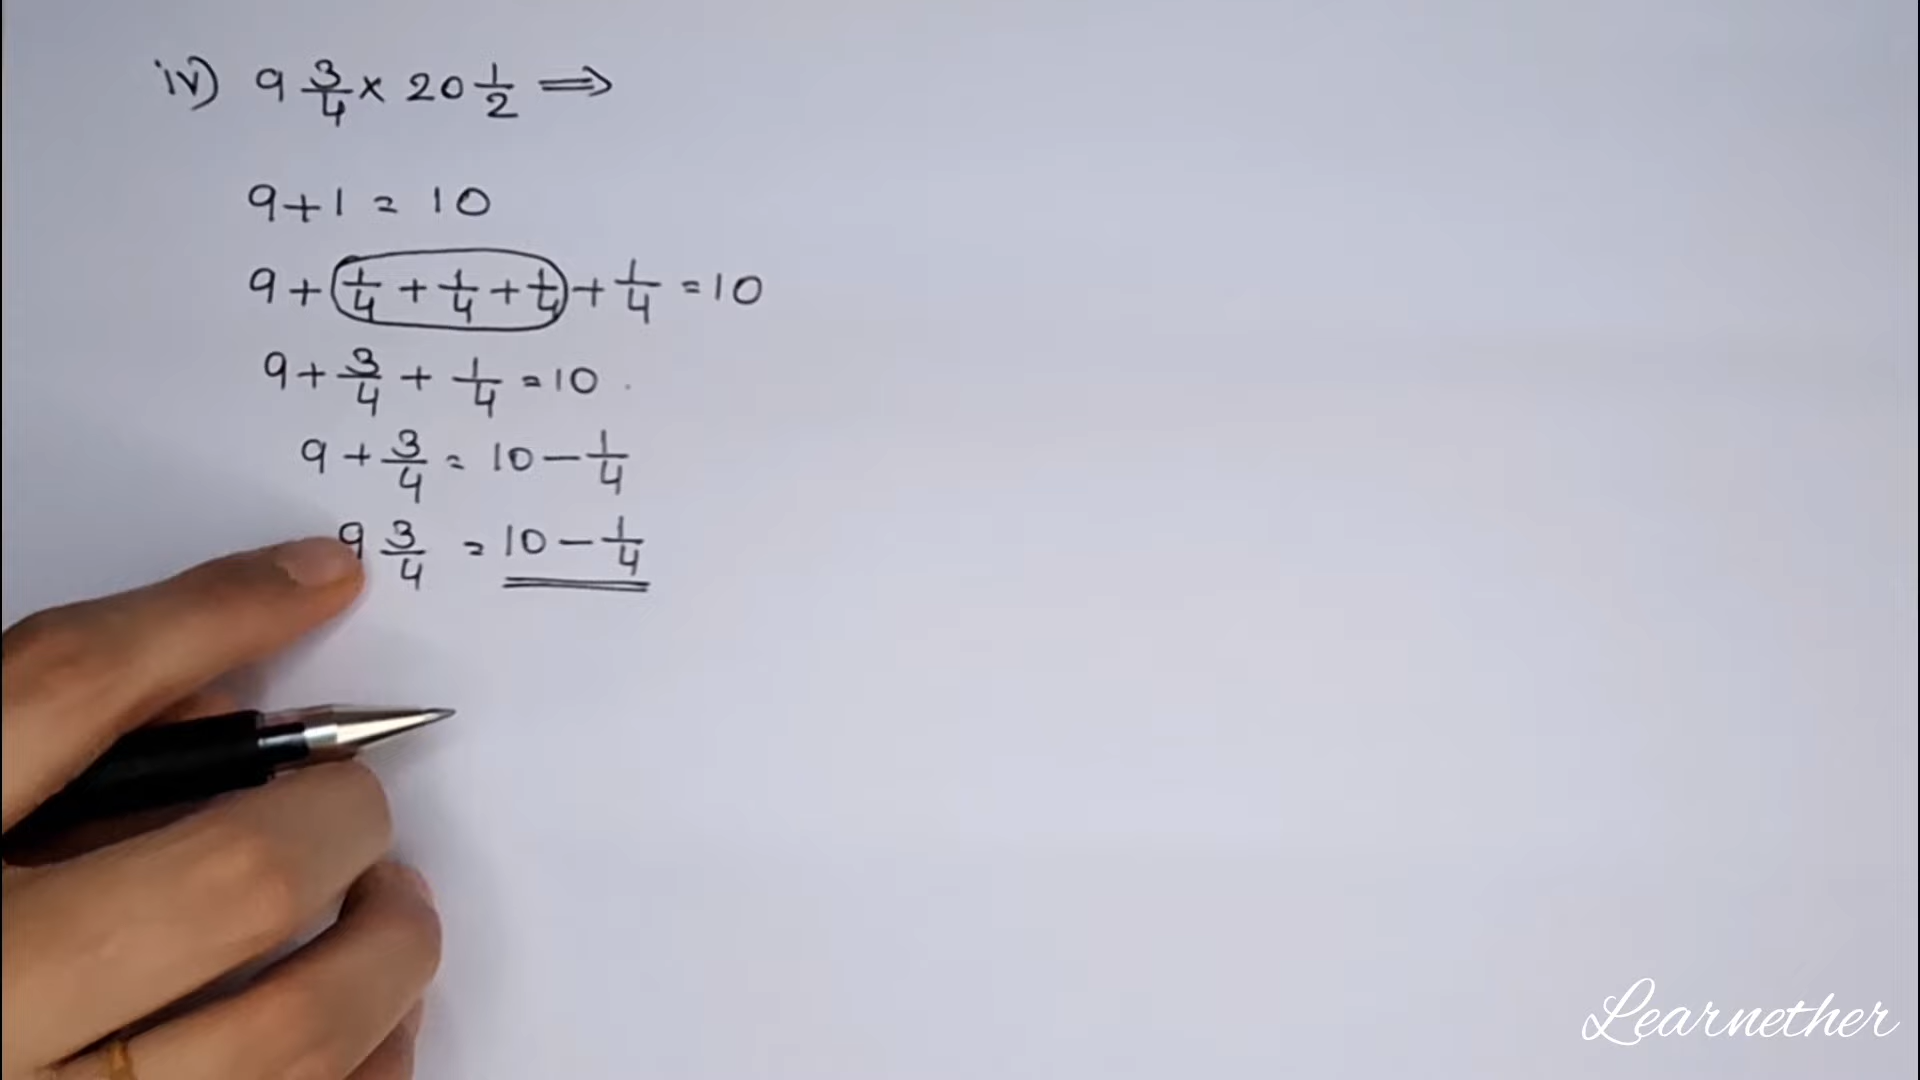 iv) 9 3/4 × 20 1/2 ⇒
9 + 1 = 10
9 + 1/4 + 1/4 + 1/4 + 1/4 = 10
9 + 3/4 + 1/4 = 10
9 + 3/4 = 10 - 1/4
9 3/4 = 10 - 1/4
Learnether